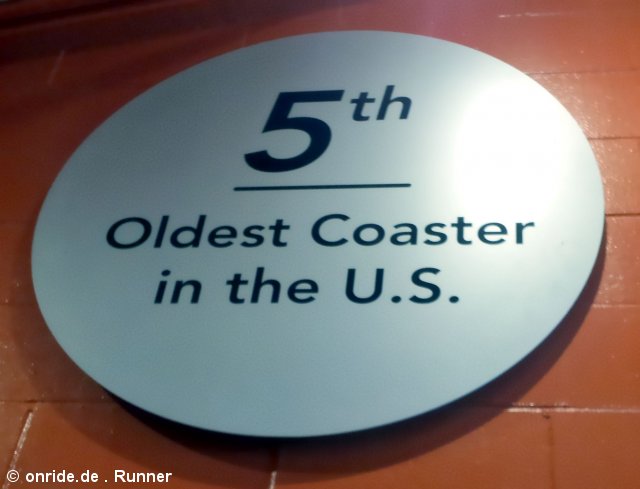 5th
Oldest Coaster
in the U.S.
© onride.de . Runner